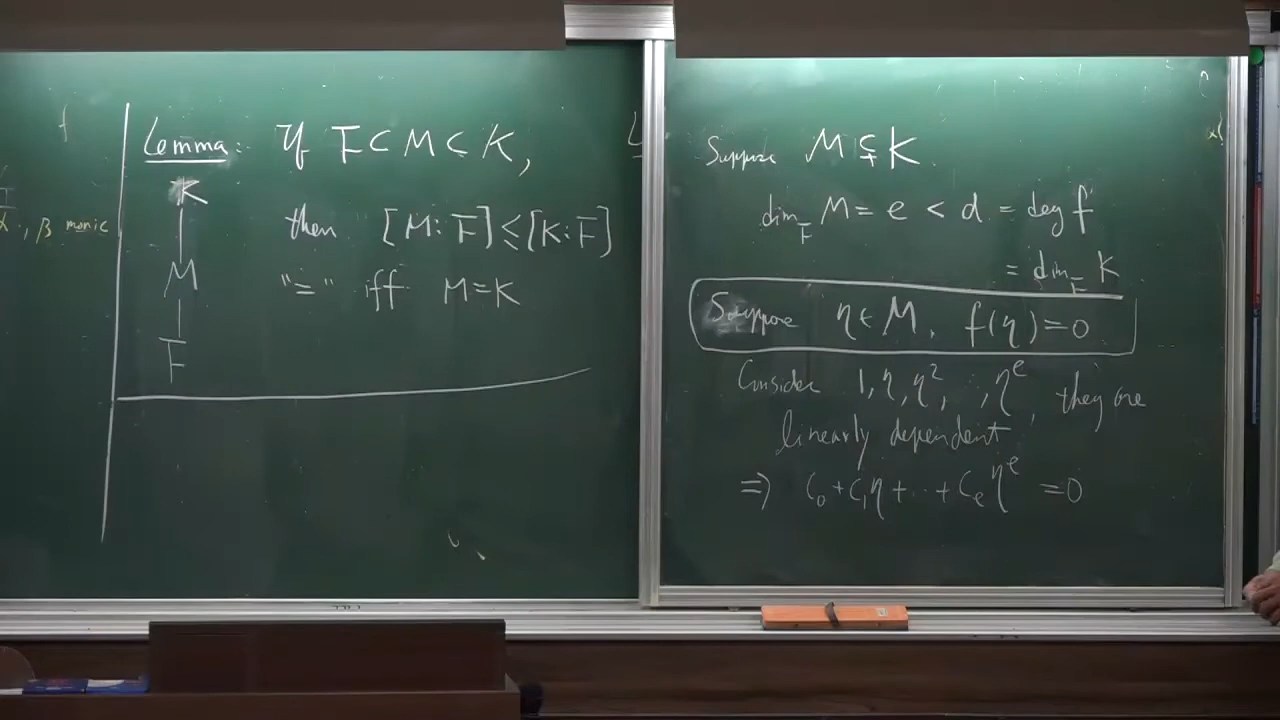 α, β monic
Lemma: If F ⊂ M ⊂ K,
K
then [M:F] ≤ [K:F]
M
"=" iff M=K
F
Suppose M ⊊ K
dim_F M = e < d = deg f
= dim_F K
Suppose η ∈ M, f(η)=0
Consider 1, η, η², ..., η^e, they are
linearly dependent
⇒ c₀+c₁η+...+c_e η^e =0